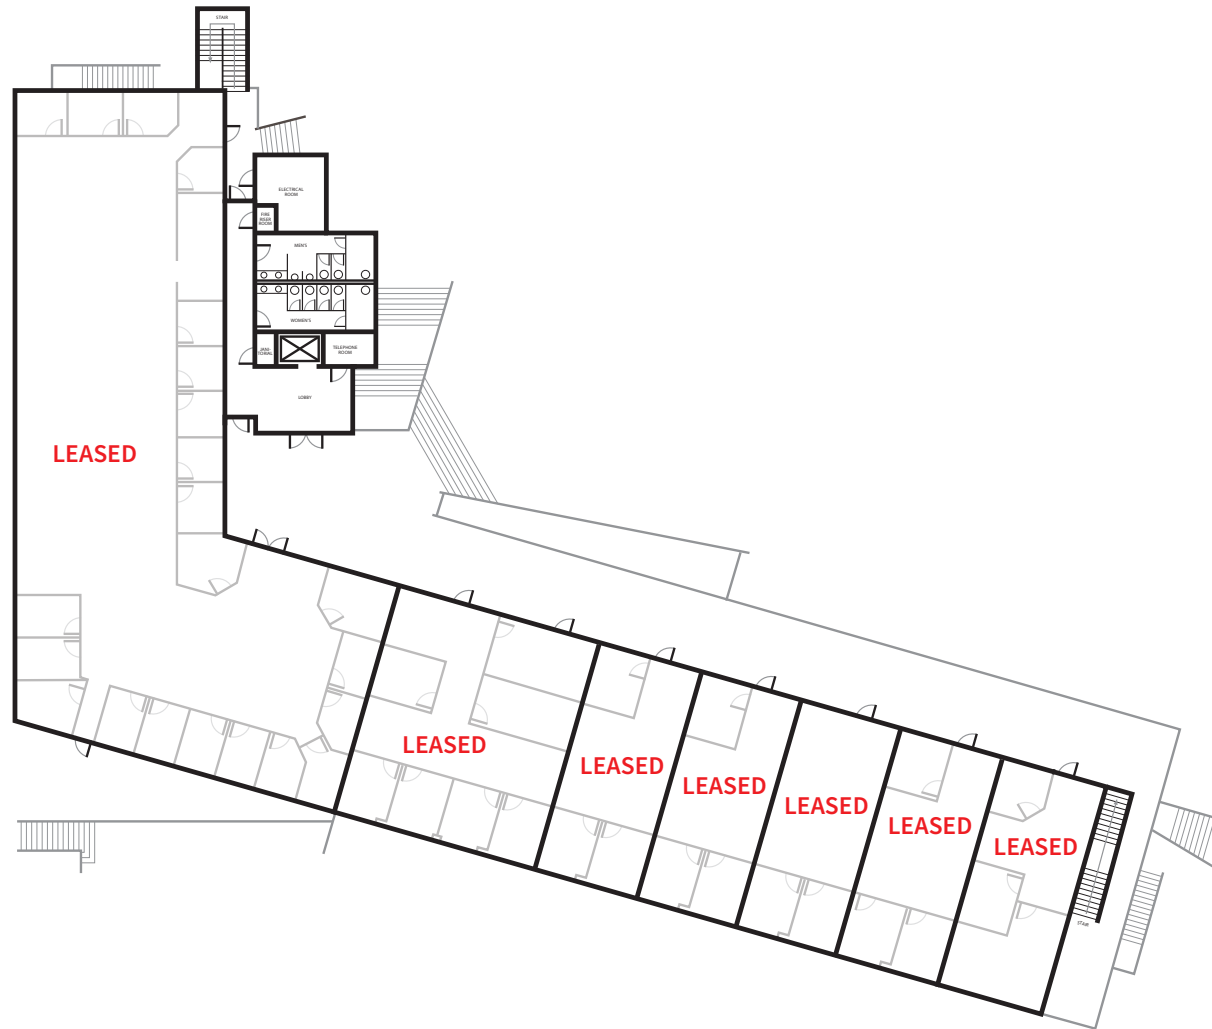 STAIR
ELECTRICAL
ROOM
FIRE
RISER
ROOM
MEN'S
WOMEN'S
JANI-
TORIAL
TELEPHONE
ROOM
LOBBY
LEASED
LEASED
LEASED
LEASED
LEASED
LEASED
LEASED
STAIR